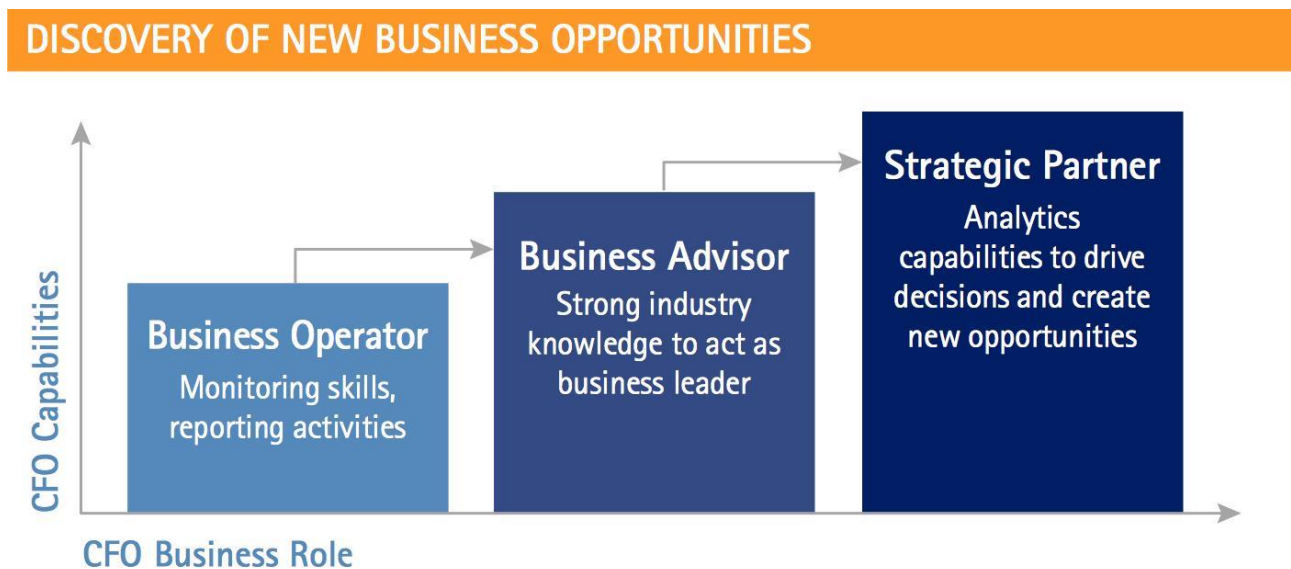 DISCOVERY OF NEW BUSINESS OPPORTUNITIES
CFO Capabilities
Business Operator
Monitoring skills,
reporting activities
Business Advisor
Strong industry
knowledge to act as
business leader
Strategic Partner
Analytics
capabilities to drive
decisions and create
new opportunities
CFO Business Role